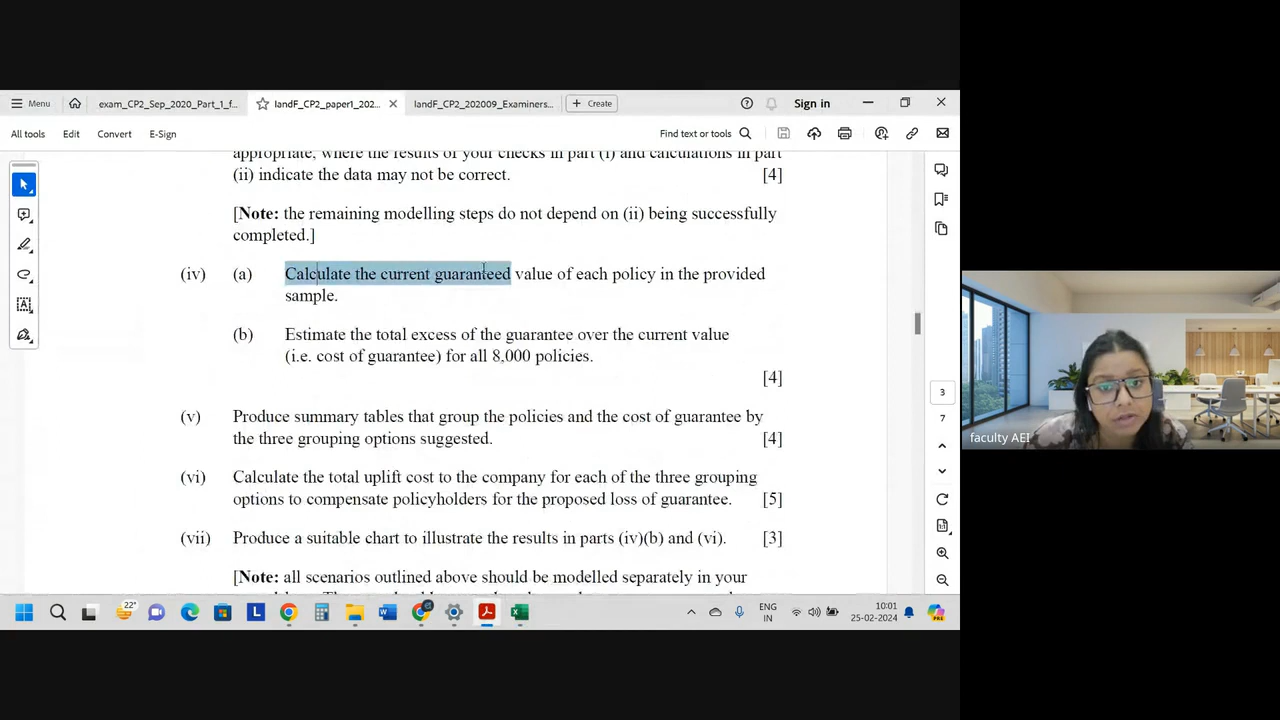 Menu
exam_CP2_Sep_2020_Part_1_f...
landF_CP2_paper1_202...
landF_CP2_202009_Examiners...
Create
Sign in
All tools
Edit
Convert
E-Sign
Find text or tools
appropriate, where the results of your checks in part (i) and calculations in part
(ii) indicate the data may not be correct. [4]
[Note: the remaining modelling steps do not depend on (ii) being successfully
completed.]
(iv) (a) Calculate the current guaranteed value of each policy in the provided
sample.
(b) Estimate the total excess of the guarantee over the current value
(i.e. cost of guarantee) for all 8,000 policies.
[4]
(v) Produce summary tables that group the policies and the cost of guarantee by
the three grouping options suggested. [4]
(vi) Calculate the total uplift cost to the company for each of the three grouping
options to compensate policyholders for the proposed loss of guarantee. [5]
(vii) Produce a suitable chart to illustrate the results in parts (iv)(b) and (vi). [3]
[Note: all scenarios outlined above should be modelled separately in your
3
7
faculty AEI
22°
ENG
IN
10:01
25-02-2024